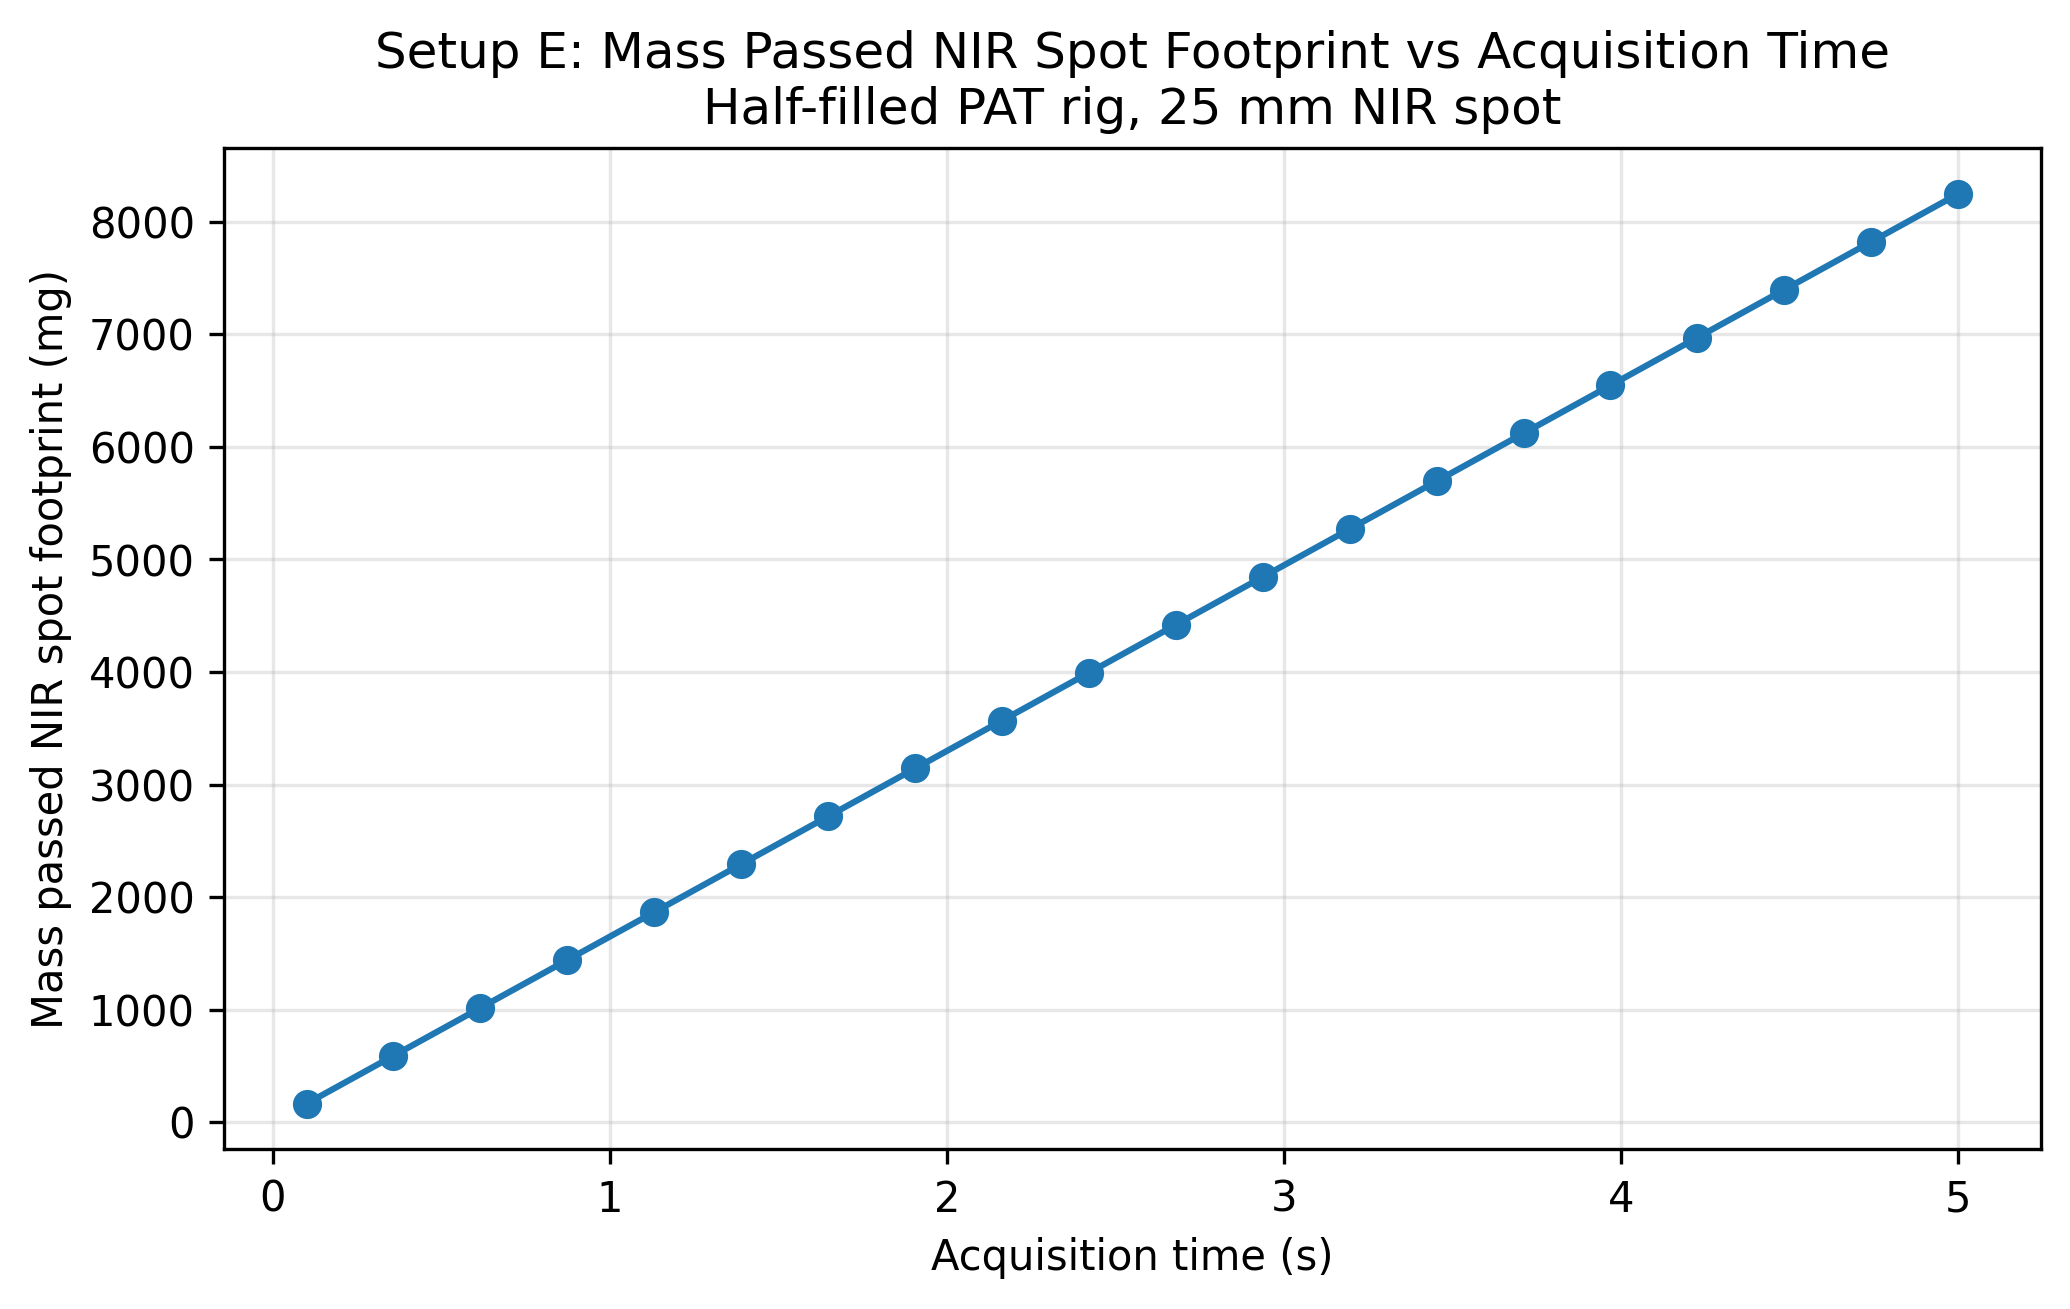 Setup E: Mass Passed NIR Spot Footprint vs Acquisition Time
Half-filled PAT rig, 25 mm NIR spot
Mass passed NIR spot footprint (mg)
8000
7000
6000
5000
4000
3000
2000
1000
0
0 1 2 3 4 5
Acquisition time (s)